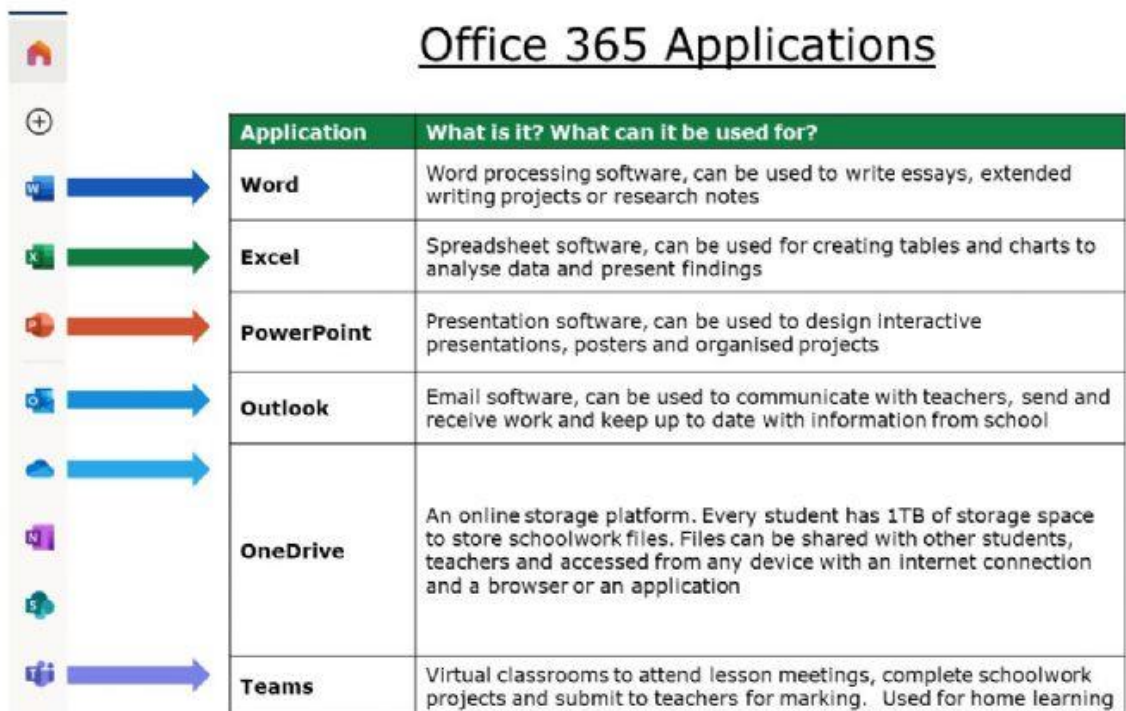 Office 365 Applications
Application What is it? What can it be used for?
Word
Word processing software, can be used to write essays, extended
writing projects or research notes
Excel
Spreadsheet software, can be used for creating tables and charts to
analyse data and present findings
PowerPoint
Presentation software, can be used to design interactive
presentations, posters and organised projects
Outlook
Email software, can be used to communicate with teachers, send and
receive work and keep up to date with information from school
OneDrive
An online storage platform. Every student has 1TB of storage space
to store schoolwork files. Files can be shared with other students,
teachers and accessed from any device with an internet connection
and a browser or an application
Teams
Virtual classrooms to attend lesson meetings, complete schoolwork
projects and submit to teachers for marking.  Used for home learning
W
X
P
O
N
S
T